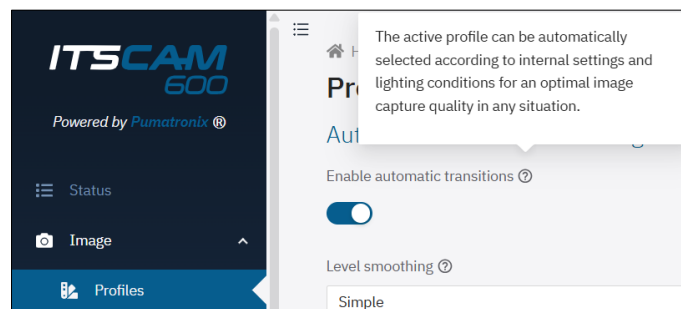 ITSCAM
600
Powered by Pumatronix ®
Status
Image
Profiles
The active profile can be automatically
selected according to internal settings and
lighting conditions for an optimal image
capture quality in any situation.
Enable automatic transitions
Level smoothing
Simple